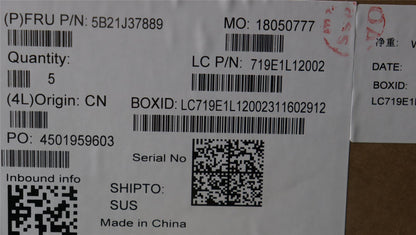 (P)FRU P/N: 5B21J37889
MO: 18050777
Quantity:
5
LC P/N: 719E1L12002
(4L)Origin: CN
BOXID: LC719E1L12002311602912
PO: 4501959603
Serial No
Inbound info
SHIPTO:
SUS
Made in China
净重:
DATE:
BOXID:
LC719E1L